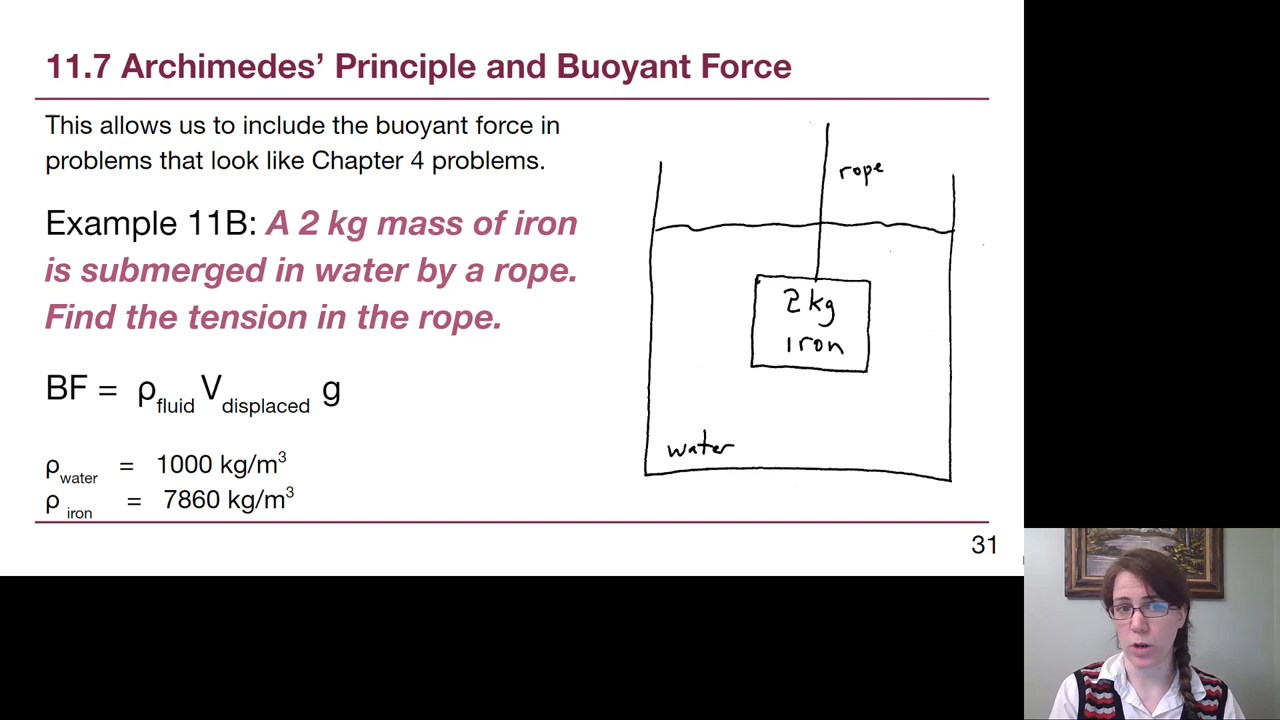 11.7 Archimedes’ Principle and Buoyant Force
This allows us to include the buoyant force in
problems that look like Chapter 4 problems.
Example 11B: A 2 kg mass of iron
is submerged in water by a rope.
Find the tension in the rope.
BF = ρfluid Vdisplaced g
ρwater = 1000 kg/m³
ρ iron = 7860 kg/m³
rope
2 kg
iron
water
31